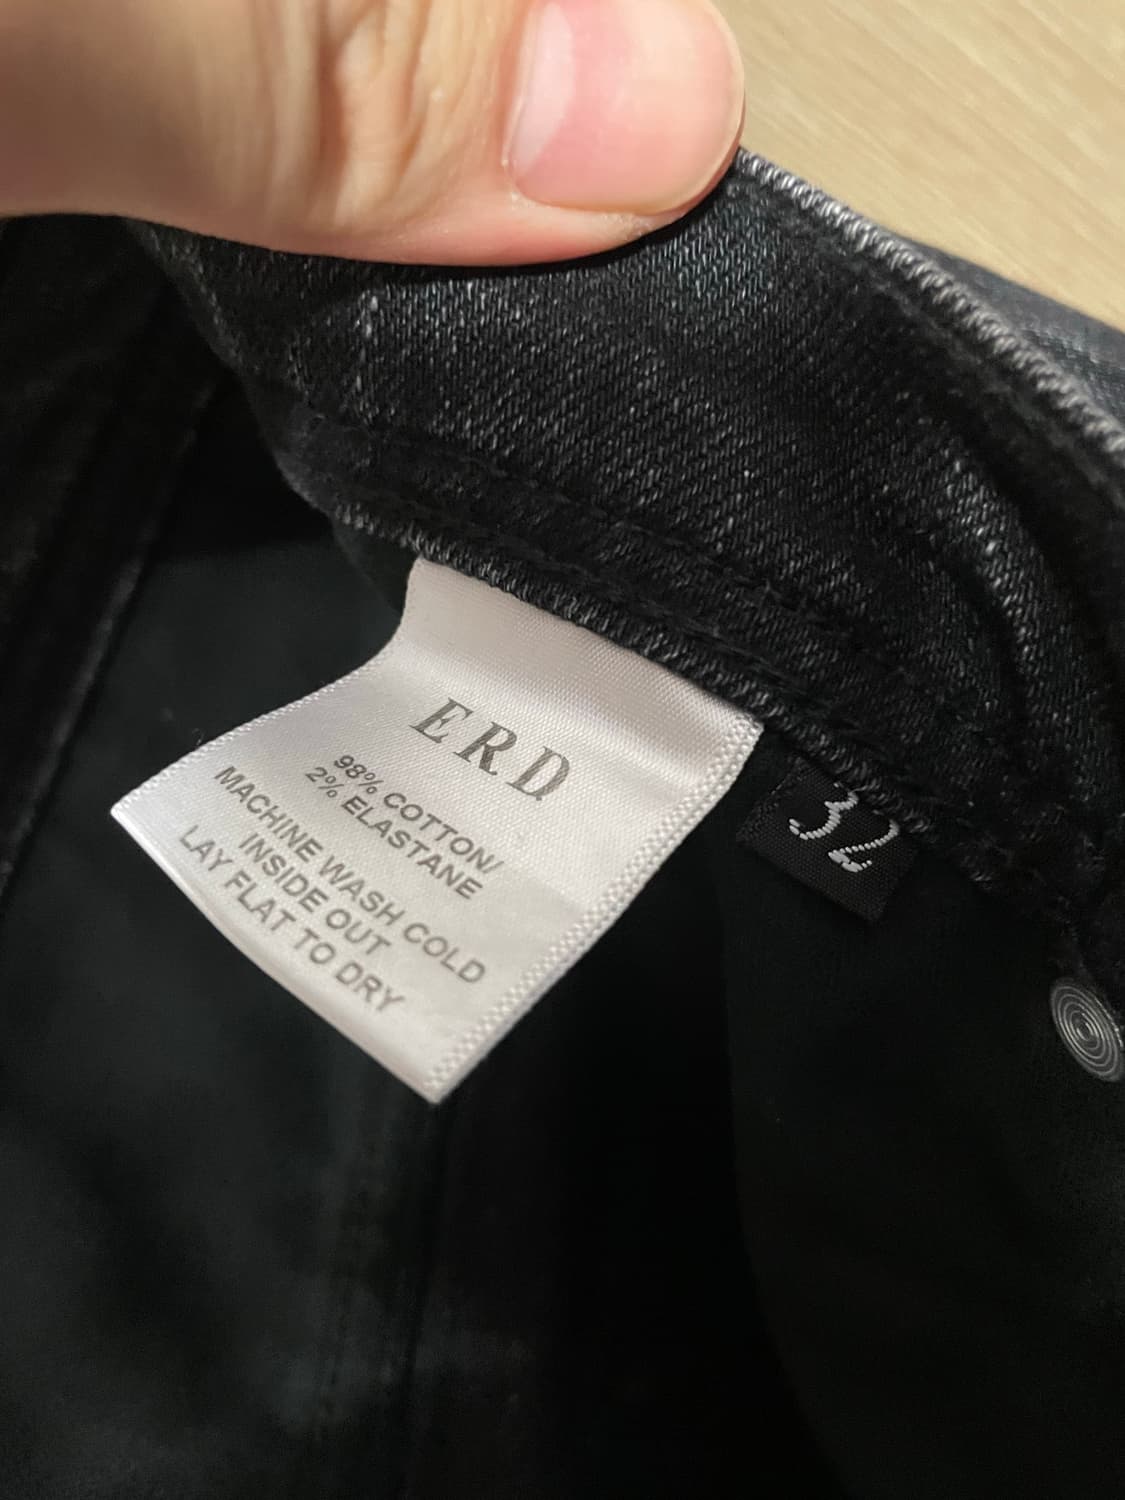 ERD
98% COTTON/
2% ELASTANE
MACHINE WASH COLD
INSIDE OUT
LAY FLAT TO DRY
32